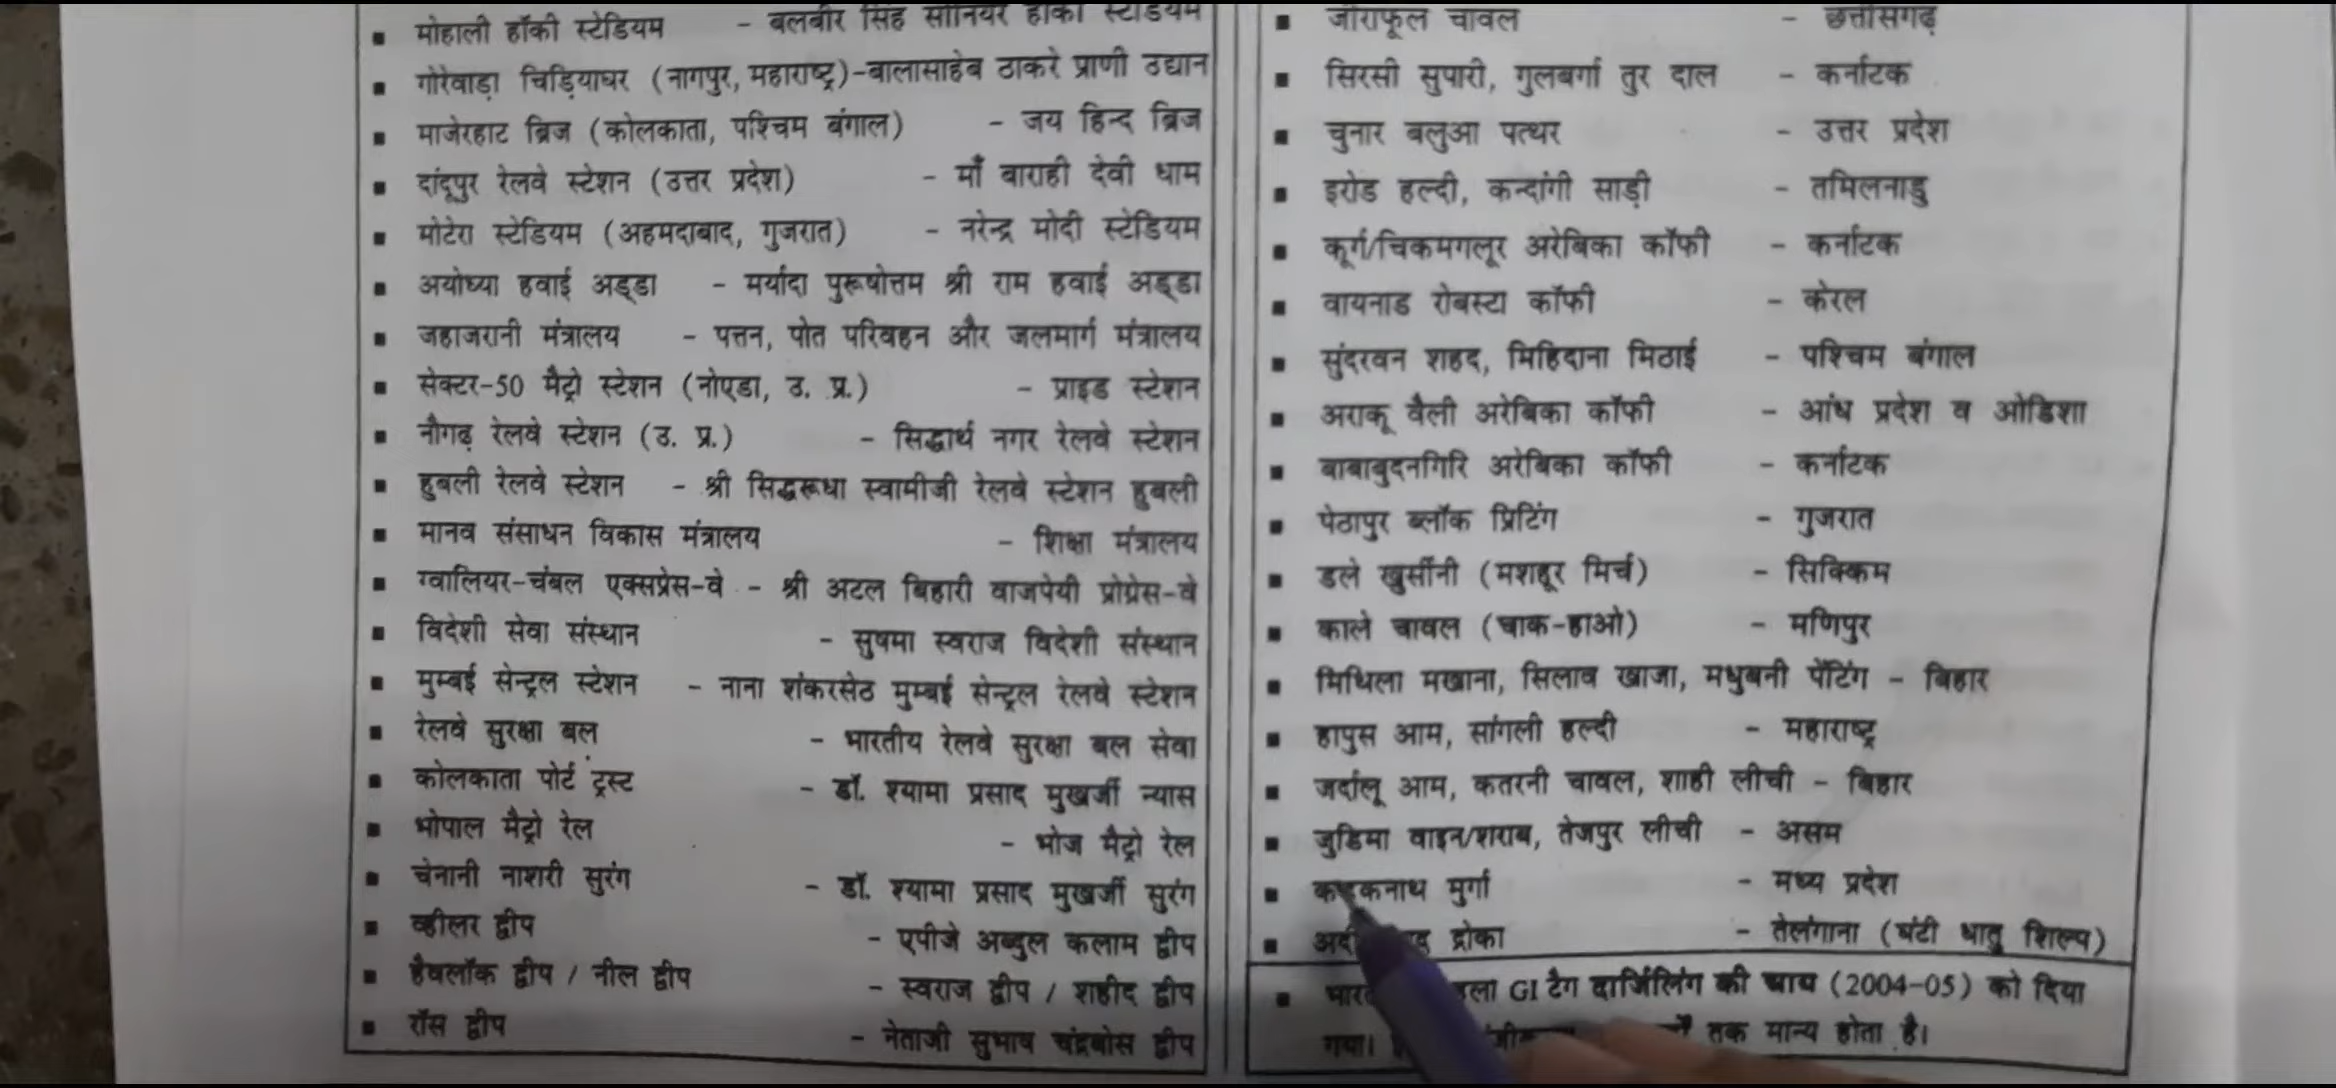 मोहाली हॉकी स्टेडियम - बलबीर सिंह सीनियर हॉकी स्टेडियम
गोरेवाड़ा चिड़ियाघर (नागपुर, महाराष्ट्र)-बालासाहेब ठाकरे प्राणी उद्यान
माजेरहाट ब्रिज (कोलकाता, पश्चिम बंगाल) - जय हिन्द ब्रिज
दांदूपुर रेलवे स्टेशन (उत्तर प्रदेश) - माँ बाराही देवी धाम
मोटेरा स्टेडियम (अहमदाबाद, गुजरात) - नरेन्द्र मोदी स्टेडियम
अयोध्या हवाई अड्डा - मर्यादा पुरूषोत्तम श्री राम हवाई अड्डा
जहाजरानी मंत्रालय - पत्तन, पोत परिवहन और जलमार्ग मंत्रालय
सेक्टर-50 मैट्रो स्टेशन (नोएडा, उ. प्र.) - प्राइड स्टेशन
नौगढ़ रेलवे स्टेशन (उ. प्र.) - सिद्धार्थ नगर रेलवे स्टेशन
हुबली रेलवे स्टेशन - श्री सिद्धरूधा स्वामीजी रेलवे स्टेशन हुबली
मानव संसाधन विकास मंत्रालय - शिक्षा मंत्रालय
ग्वालियर-चंबल एक्सप्रेस-वे - श्री अटल बिहारी वाजपेयी प्रोग्रेस-वे
विदेशी सेवा संस्थान - सुषमा स्वराज विदेशी संस्थान
मुम्बई सेन्ट्रल स्टेशन - नाना शंकरसेठ मुम्बई सेन्ट्रल रेलवे स्टेशन
रेलवे सुरक्षा बल - भारतीय रेलवे सुरक्षा बल सेवा
कोलकाता पोर्ट ट्रस्ट - डॉ. श्यामा प्रसाद मुखर्जी न्यास
भोपाल मैट्रो रेल - भोज मैट्रो रेल
चेनानी नाशरी सुरंग - डॉ. श्यामा प्रसाद मुखर्जी सुरंग
व्हीलर द्वीप - एपीजे अब्दुल कलाम द्वीप
हैवलॉक द्वीप / नील द्वीप - स्वराज द्वीप / शहीद द्वीप
रॉस द्वीप - नेताजी सुभाष चंद्रबोस द्वीप
जीराफूल चावल - छत्तीसगढ़
सिरसी सुपारी, गुलबर्गा तुर दाल - कर्नाटक
चुनार बलुआ पत्थर - उत्तर प्रदेश
इरोड हल्दी, कन्दांगी साड़ी - तमिलनाडु
कूर्ग/चिकमगलूर अरेबिका कॉफी - कर्नाटक
वायनाड रोबस्टा कॉफी - केरल
सुंदरवन शहद, मिहिदाना मिठाई - पश्चिम बंगाल
अराकू वैली अरेबिका कॉफी - आंध्र प्रदेश व ओडिशा
बाबाबुदनगिरि अरेबिका कॉफी - कर्नाटक
पेठापुर ब्लॉक प्रिटिंग - गुजरात
डले खुर्सीनी (मशहूर मिर्च) - सिक्किम
काले चावल (चाक-हाओ) - मणिपुर
मिथिला मखाना, सिलाव खाजा, मधुबनी पेंटिंग - बिहार
हापुस आम, सांगली हल्दी - महाराष्ट्र
जर्दालू आम, कतरनी चावल, शाही लीची - बिहार
जुडिमा वाइन/शराब, तेजपुर लीची - असम
मुर्गा - मध्य प्रदेश
द्रोका - तेलंगाना (घंटी धातु शिल्प)
GI टैग दार्जिलिंग की चाय (2004-05) को दिया
गया। तक मान्य होता है।